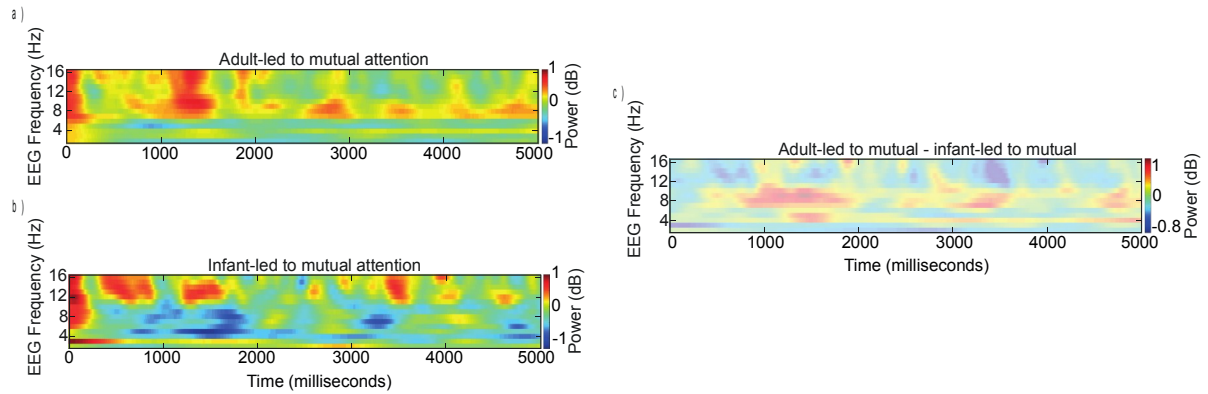 a)
Adult-led to mutual attention
EEG Frequency (Hz)
16
12
8
4
0 1000 2000 3000 4000 5000
1
0
-1
Power (dB)
b)
Infant-led to mutual attention
EEG Frequency (Hz)
16
12
8
4
0 1000 2000 3000 4000 5000
Time (milliseconds)
1
0
-1
Power (dB)
c)
Adult-led to mutual - infant-led to mutual
EEG Frequency (Hz)
16
12
8
4
0 1000 2000 3000 4000 5000
Time (milliseconds)
1
0
-0.8
Power (dB)